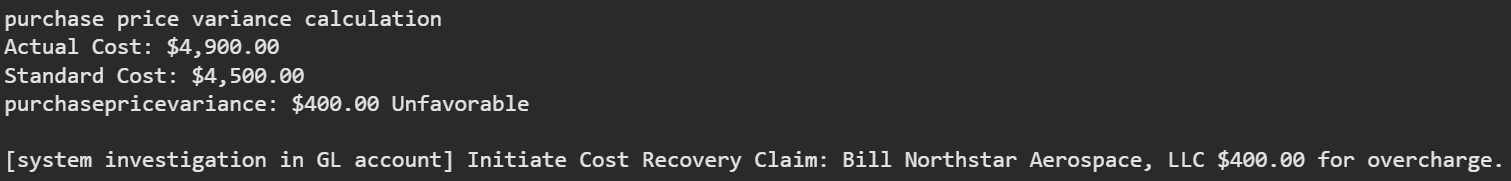 purchase price variance calculation
Actual Cost: $4,900.00
Standard Cost: $4,500.00
purchasepricevariance: $400.00 Unfavorable
[system investigation in GL account] Initiate Cost Recovery Claim: Bill Northstar Aerospace, LLC $400.00 for overcharge.